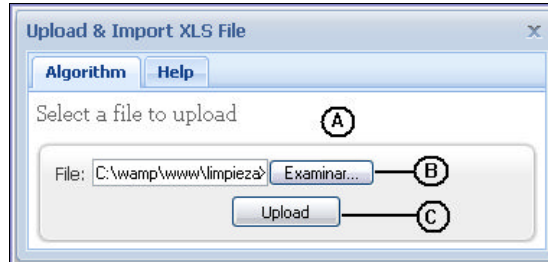 Upload & Import XLS File x
Algorithm Help
Select a file to upload
A
File: C:\wamp\www\limpieza Examinar... B
Upload C